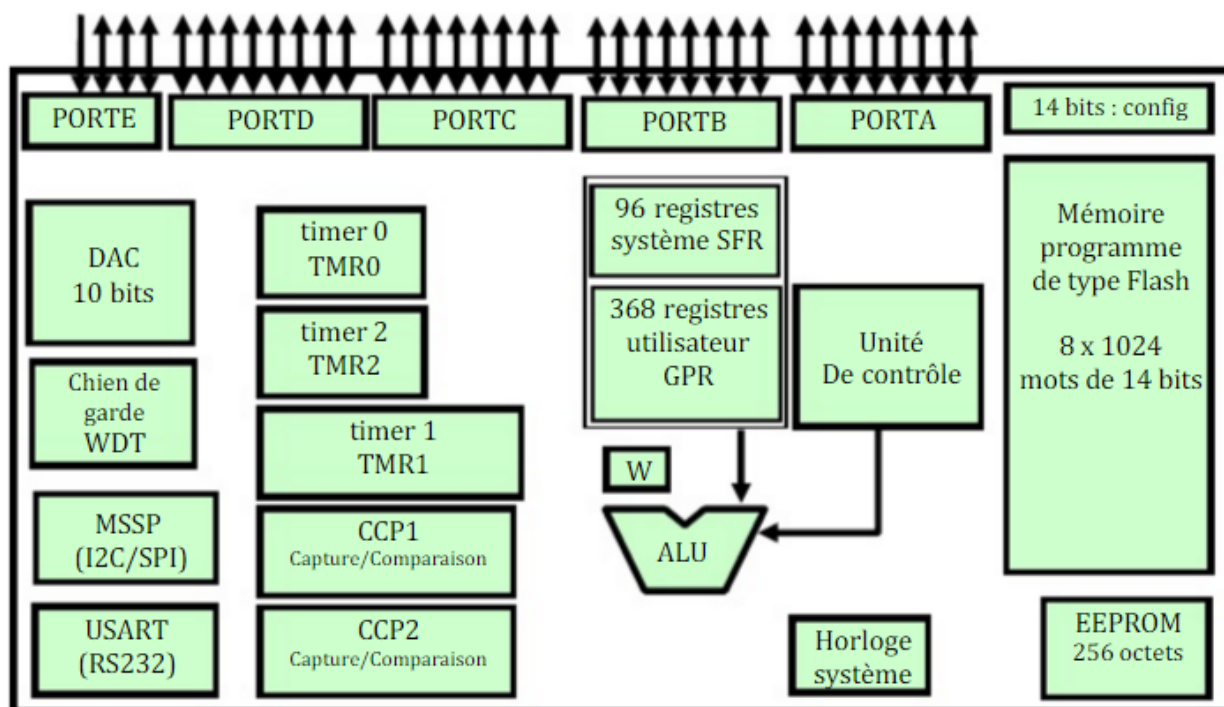 PORTE
PORTD
PORTC
PORTB
PORTA
14 bits : config
DAC
10 bits
timer 0
TMR0
96 registres
système SFR
Mémoire
programme
de type Flash
8 x 1024
mots de 14 bits
timer 2
TMR2
368 registres
utilisateur
GPR
Unité
De contrôle
Chien de
garde
WDT
timer 1
TMR1
W
MSSP
(I2C/SPI)
CCP1
Capture/Comparaison
ALU
USART
(RS232)
CCP2
Capture/Comparaison
Horloge
système
EEPROM
256 octets